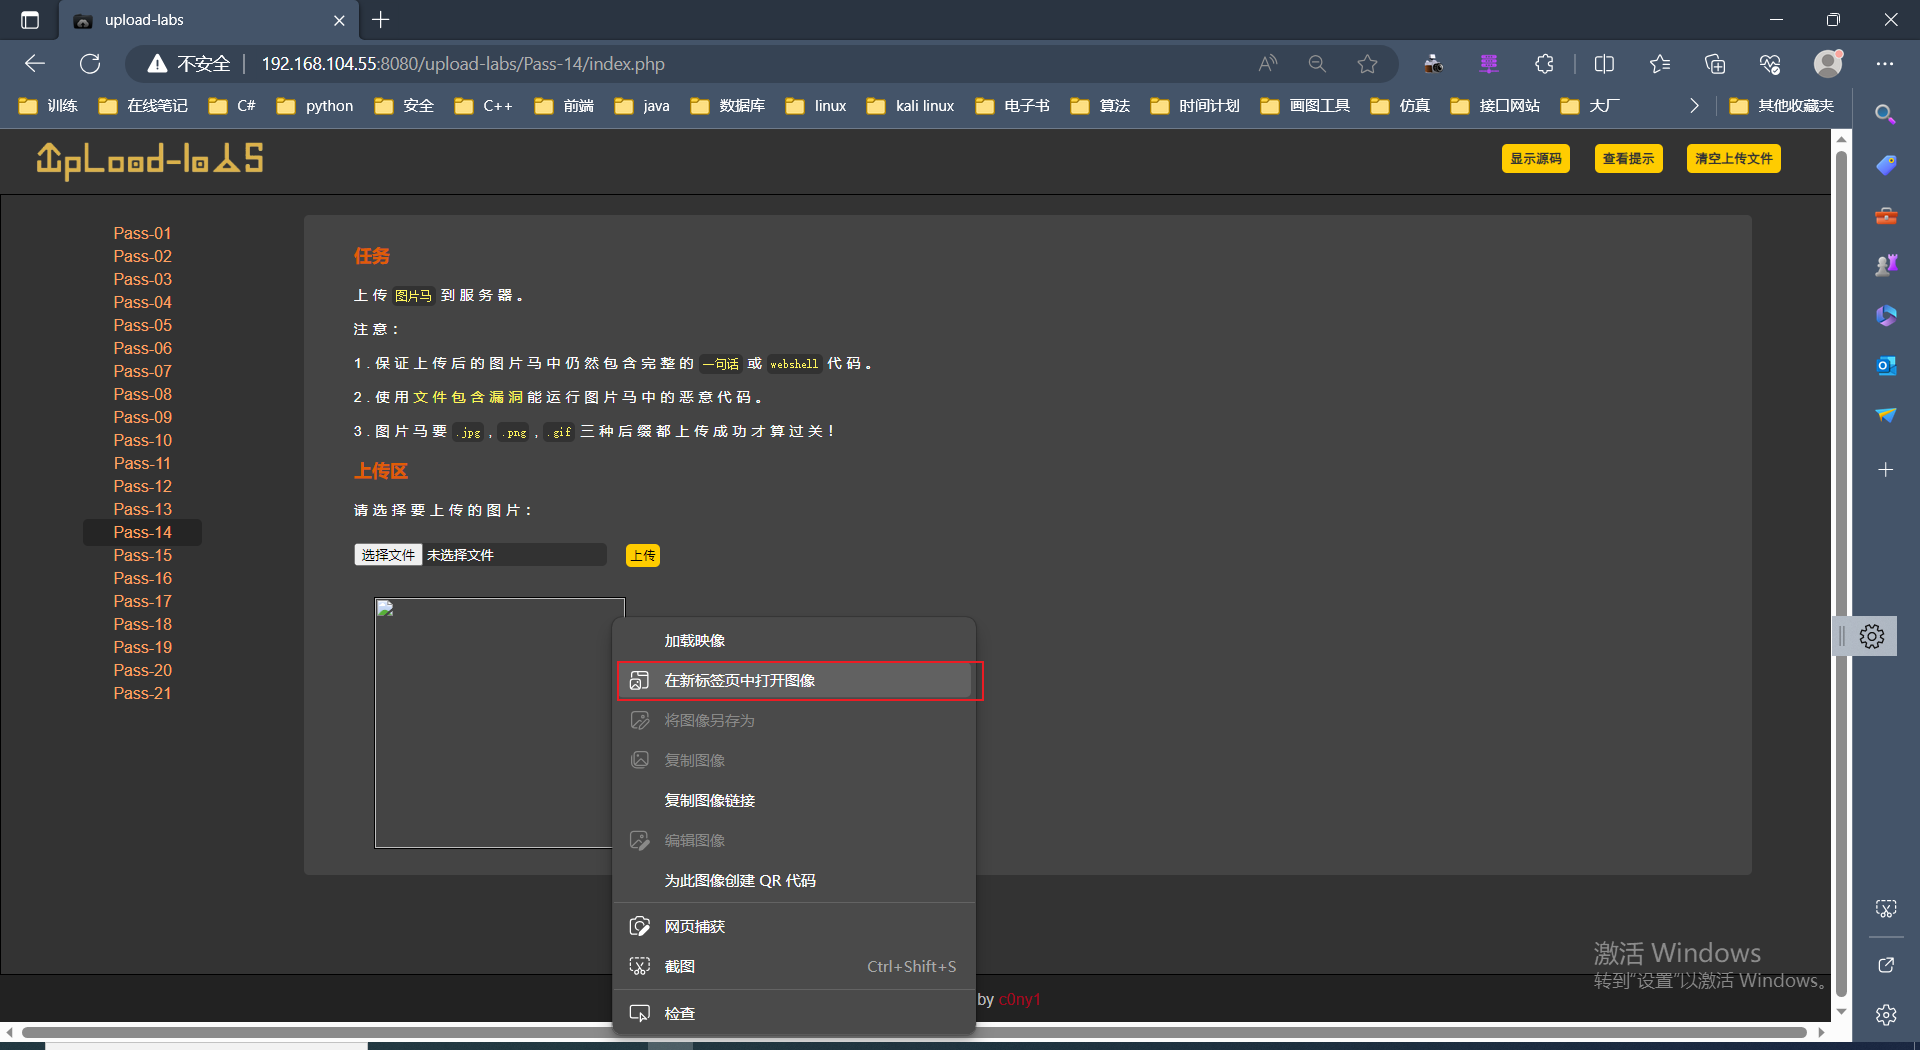 upload-labs
不安全 192.168.104.55:8080/upload-labs/Pass-14/index.php
训练 在线笔记 C# python 安全 C++ 前端 java 数据库 linux kali linux 电子书 算法 时间计划 画图工具 仿真 接口网站 大厂 其他收藏夹
UpLoad-labs
显示源码 查看提示 清空上传文件
Pass-01
Pass-02
Pass-03
Pass-04
Pass-05
Pass-06
Pass-07
Pass-08
Pass-09
Pass-10
Pass-11
Pass-12
Pass-13
Pass-14
Pass-15
Pass-16
Pass-17
Pass-18
Pass-19
Pass-20
Pass-21
任务
上传 图片马 到服务器。
注意：
1.保证上传后的图片马中仍然包含完整的 一句话 或 webshell 代码。
2.使用文件包含漏洞能运行图片马中的恶意代码。
3.图片马要 .jpg , .png , .gif 三种后缀都上传成功才算过关！
上传区
请选择要上传的图片：
选择文件 未选择文件 上传
加载映像
在新标签页中打开图像
将图像另存为
复制图像
复制图像链接
编辑图像
为此图像创建 QR 代码
网页捕获
截图 Ctrl+Shift+S
检查
by c0ny1
激活 Windows
转到"设置"以激活 Windows。